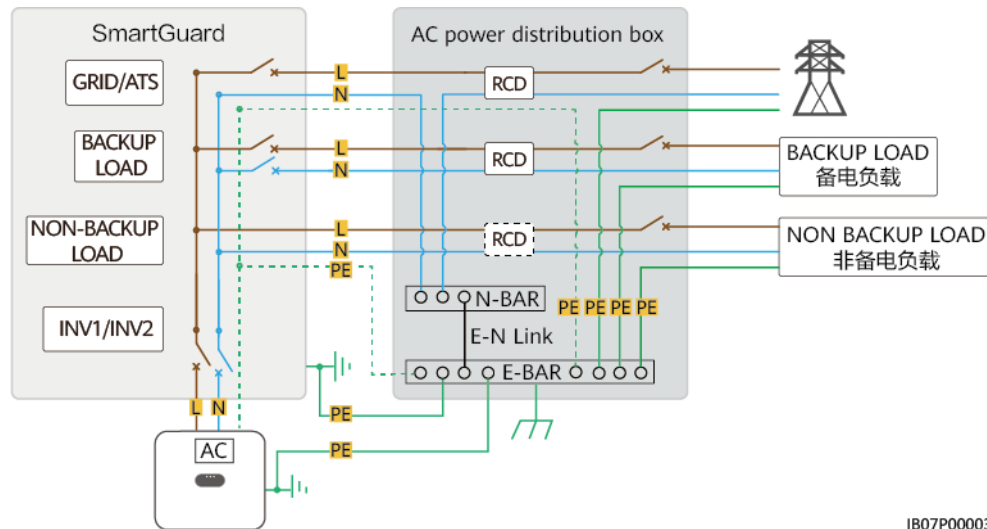 SmartGuard
AC power distribution box
GRID/ATS
L
N
RCD
BACKUP
LOAD
L
N
RCD
BACKUP LOAD
备电负载
NON-BACKUP
LOAD
L
N
PE
RCD
NON BACKUP LOAD
非备电负载
N-BAR
PE
PE
PE
PE
INV1/INV2
E-N Link
E-BAR
L
N
PE
AC
PE
IB07P00003